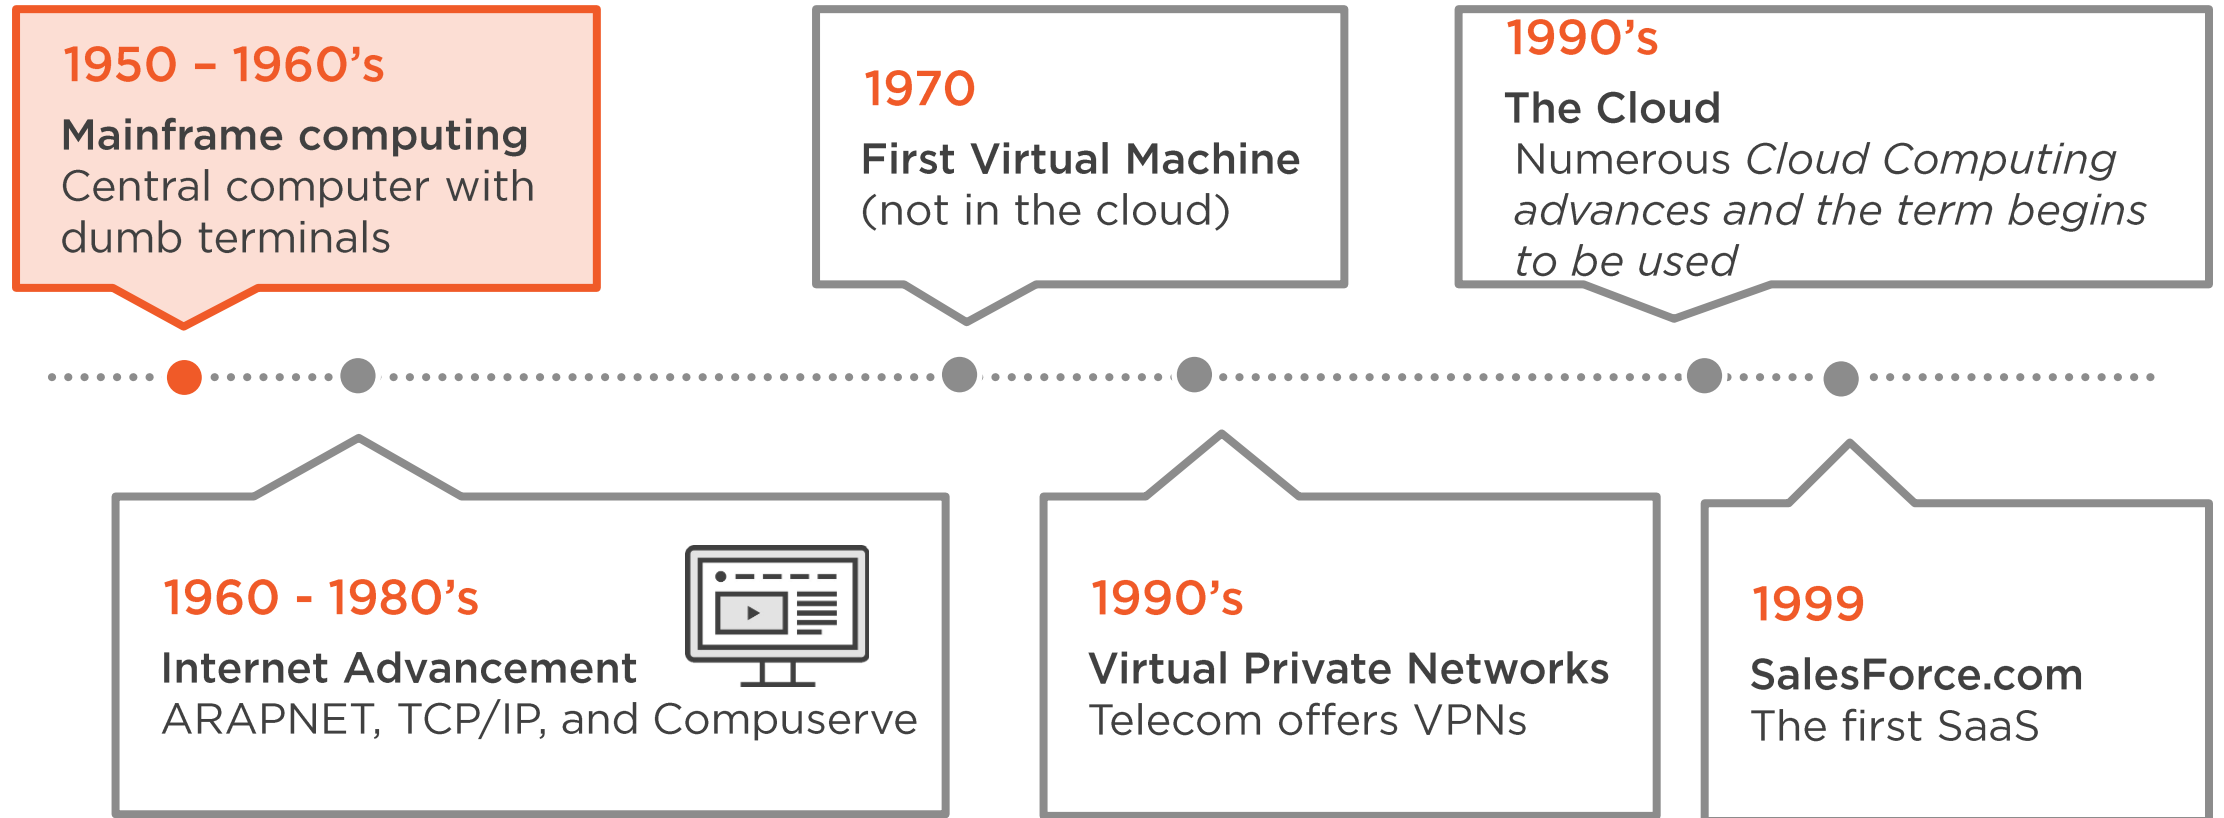 1950 – 1960’s
Mainframe computing
Central computer with
dumb terminals
1970
First Virtual Machine
(not in the cloud)
1990’s
The Cloud
Numerous Cloud Computing
advances and the term begins
to be used
1960 - 1980’s
Internet Advancement
ARAPNET, TCP/IP, and Compuserve
1990’s
Virtual Private Networks
Telecom offers VPNs
1999
SalesForce.com
The first SaaS